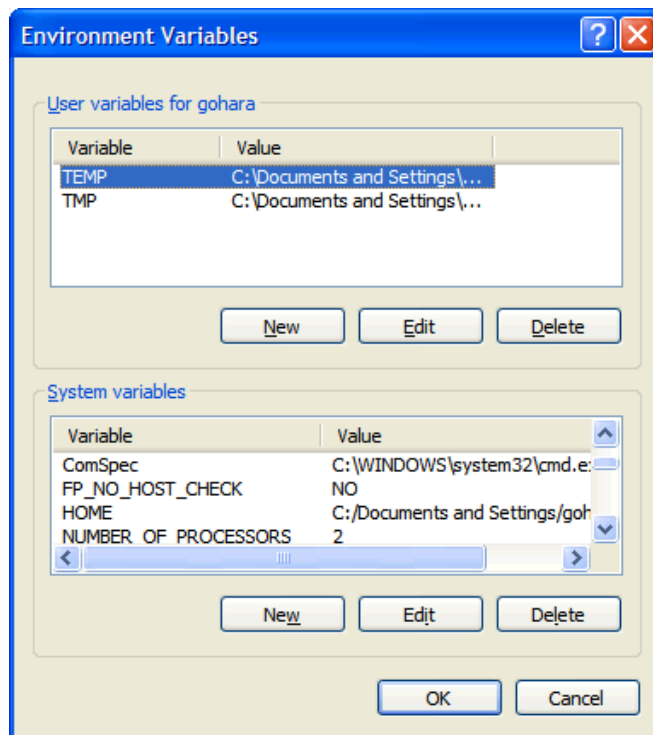 Environment Variables
User variables for gohara
Variable Value
TEMP C:\Documents and Settings\...
TMP C:\Documents and Settings\...
New Edit Delete
System variables
Variable Value
ComSpec C:\WINDOWS\system32\cmd.e
FP_NO_HOST_CHECK NO
HOME C:/Documents and Settings/goh
NUMBER_OF_PROCESSORS 2
New Edit Delete
OK Cancel